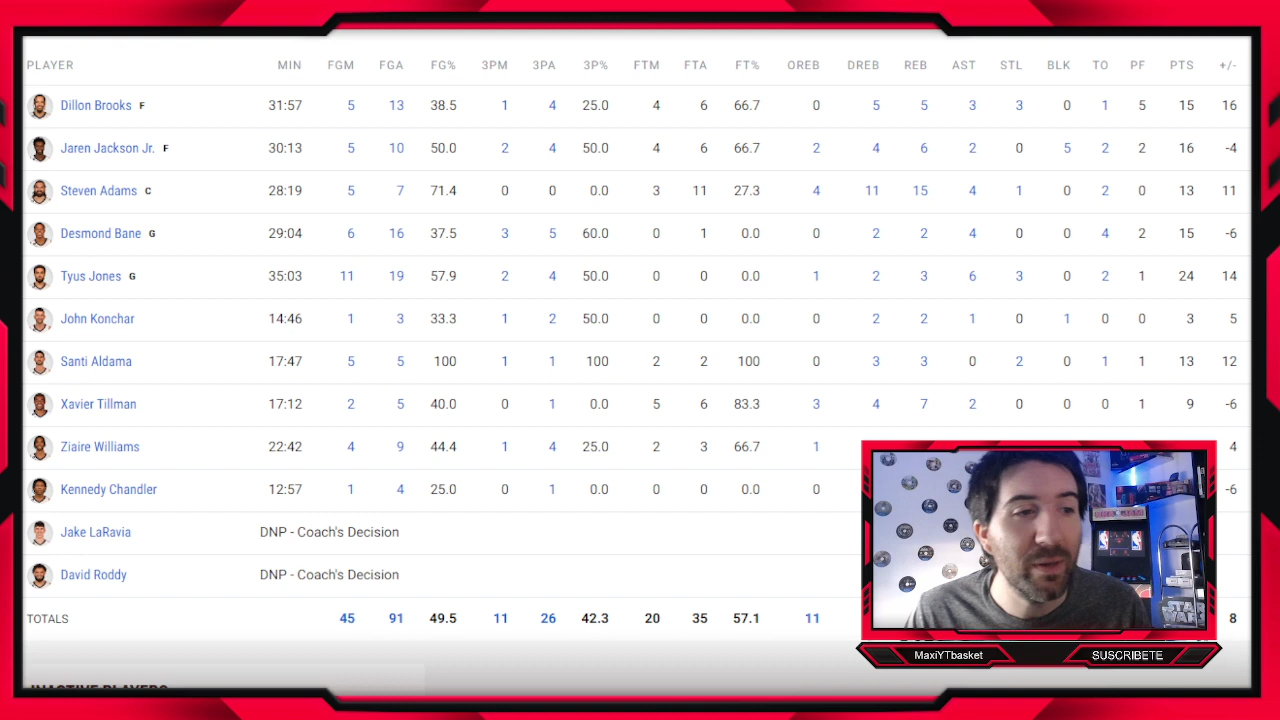 PLAYER MIN FGM FGA FG% 3PM 3PA 3P% FTM FTA FT% OREB DREB REB AST STL BLK TO PF PTS +/-
Dillon Brooks F 31:57 5 13 38.5 1 4 25.0 4 6 66.7 0 5 5 3 3 0 1 5 15 16
Jaren Jackson Jr. F 30:13 5 10 50.0 2 4 50.0 4 6 66.7 2 4 6 2 0 5 2 2 16 -4
Steven Adams C 28:19 5 7 71.4 0 0 0.0 3 11 27.3 4 11 15 4 1 0 2 0 13 11
Desmond Bane G 29:04 6 16 37.5 3 5 60.0 0 1 0.0 0 2 2 4 0 0 4 2 15 -6
Tyus Jones G 35:03 11 19 57.9 2 4 50.0 0 0 0.0 1 2 3 6 3 0 2 1 24 14
John Konchar 14:46 1 3 33.3 1 2 50.0 0 0 0.0 0 2 2 1 0 1 0 0 3 5
Santi Aldama 17:47 5 5 100 1 1 100 2 2 100 0 3 3 0 2 0 1 1 13 12
Xavier Tillman 17:12 2 5 40.0 0 1 0.0 5 6 83.3 3 4 7 2 0 0 0 1 9 -6
Ziaire Williams 22:42 4 9 44.4 1 4 25.0 2 3 66.7 1 4
Kennedy Chandler 12:57 1 4 25.0 0 1 0.0 0 0 0.0 0 -6
Jake LaRavia DNP - Coach's Decision
David Roddy DNP - Coach's Decision
TOTALS 45 91 49.5 11 26 42.3 20 35 57.1 11 8
STAR
WARS
MaxiYTbasket SUSCRIBETE
INACTIVE PLAYERS